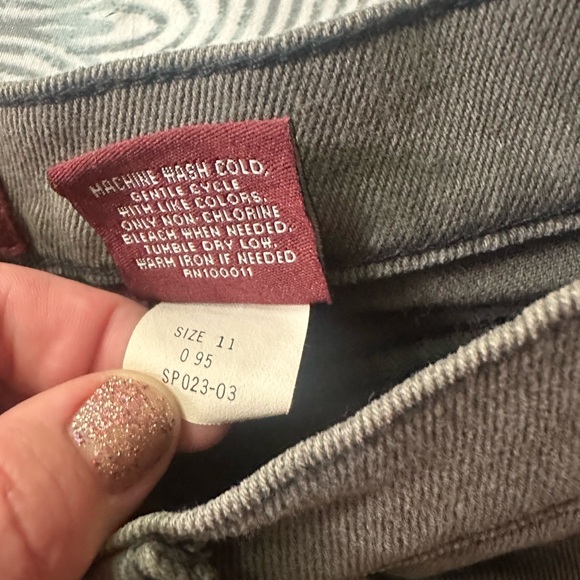 MACHINE WASH COLD,
GENTLE CYCLE
WITH LIKE COLORS,
ONLY NON-CHLORINE
BLEACH WHEN NEEDED,
TUMBLE DRY LOW,
WARM IRON IF NEEDED
RN100011
SIZE 11
0 95
SP023-03